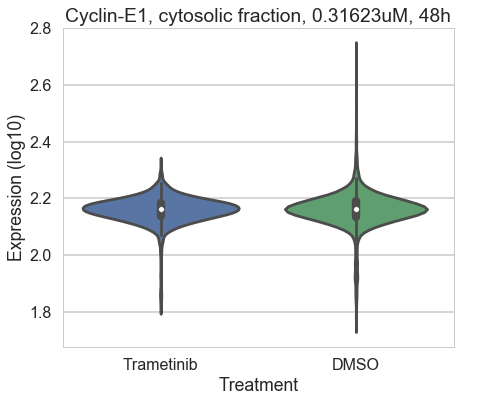 Cyclin-E1, cytosolic fraction, 0.31623uM, 48h
2.8
2.6
2.4
2.2
2.0
1.8
Expression (log10)
Trametinib
DMSO
Treatment